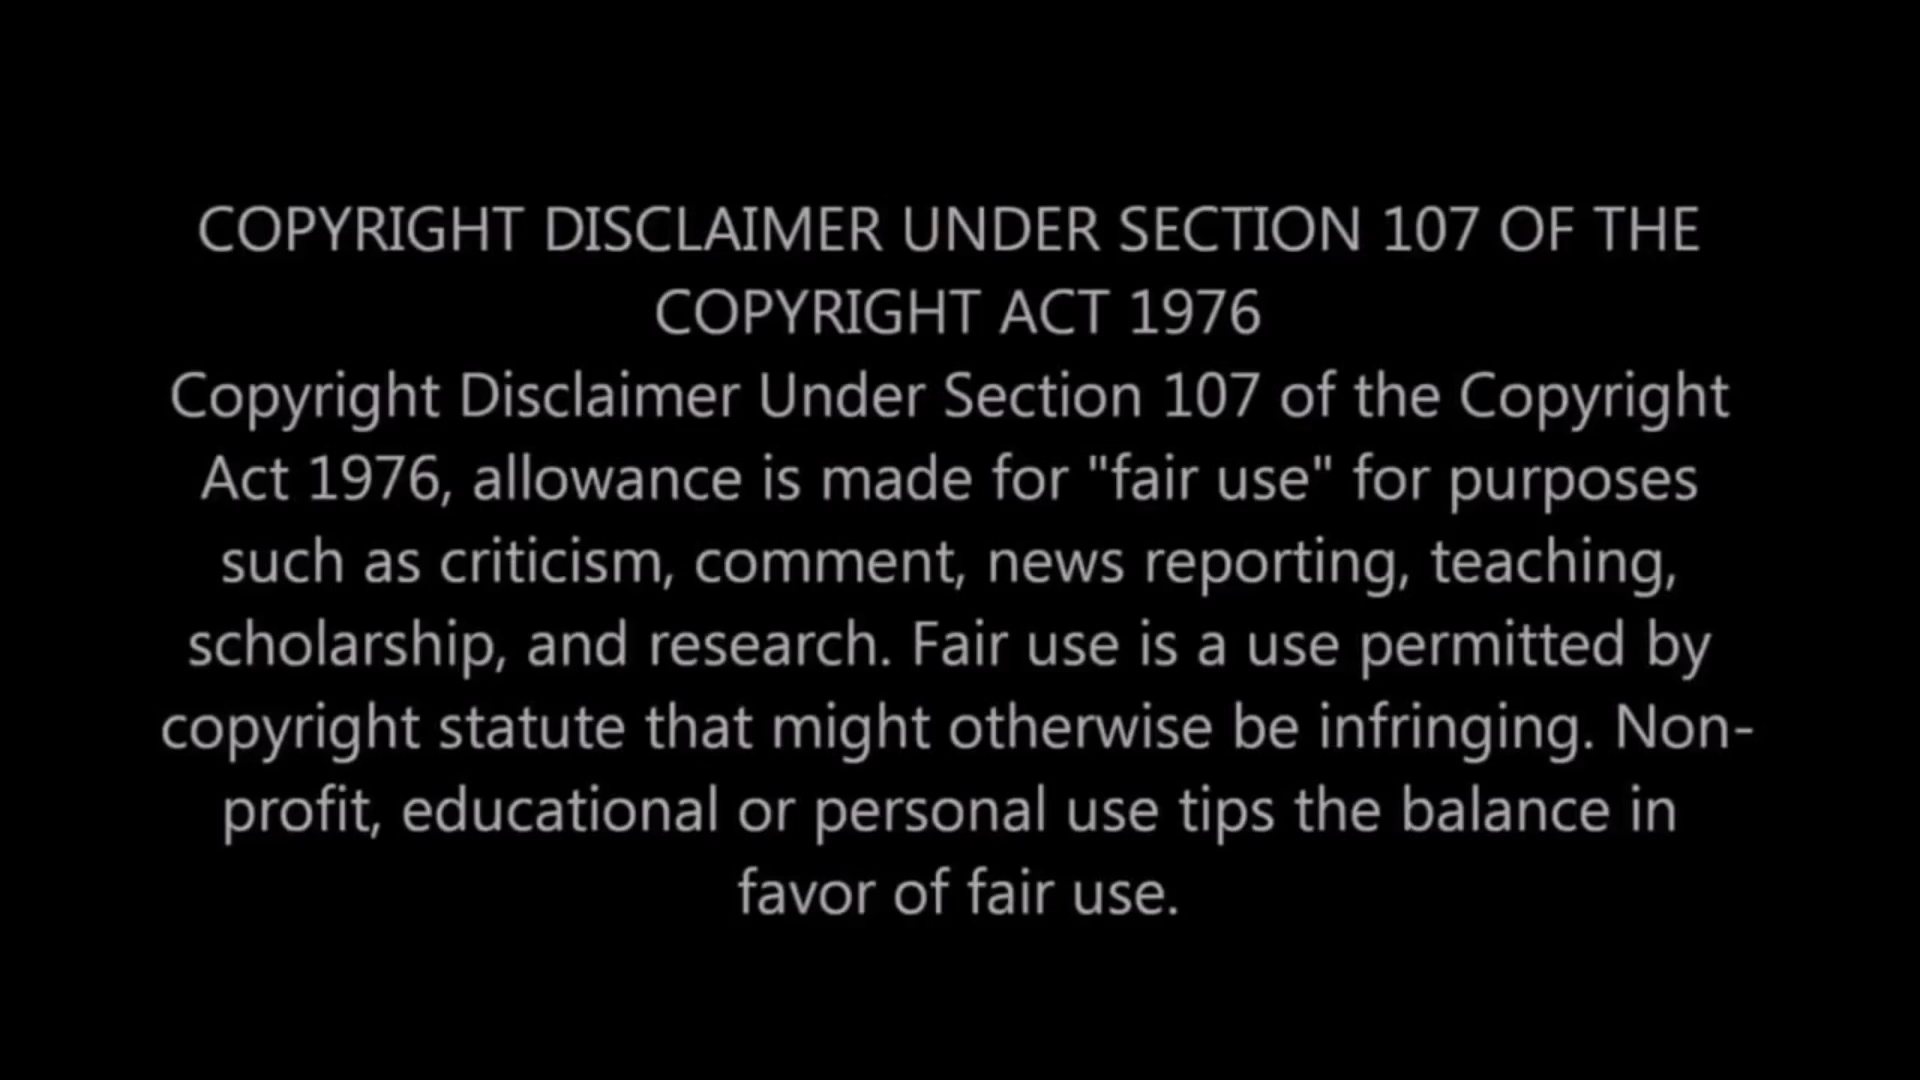 COPYRIGHT DISCLAIMER UNDER SECTION 107 OF THE
COPYRIGHT ACT 1976
Copyright Disclaimer Under Section 107 of the Copyright
Act 1976, allowance is made for "fair use" for purposes
such as criticism, comment, news reporting, teaching,
scholarship, and research. Fair use is a use permitted by
copyright statute that might otherwise be infringing. Non-
profit, educational or personal use tips the balance in
favor of fair use.